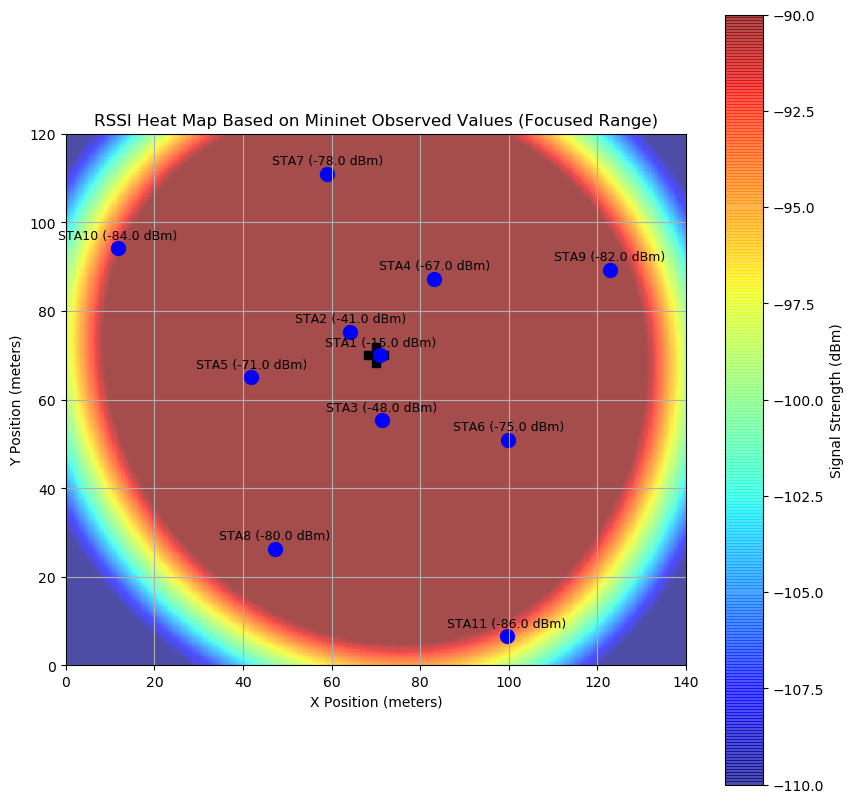 RSSI Heat Map Based on Mininet Observed Values (Focused Range)
STA7 (-78.0 dBm)
STA10 (-84.0 dBm)
STA9 (-82.0 dBm)
STA4 (-67.0 dBm)
STA2 (-41.0 dBm)
STA1 (-15.0 dBm)
STA5 (-71.0 dBm)
STA3 (-48.0 dBm)
STA6 (-75.0 dBm)
STA8 (-80.0 dBm)
STA11 (-86.0 dBm)
120
100
80
60
40
20
0
Y Position (meters)
0 20 40 60 80 100 120 140
X Position (meters)
−90.0
−92.5
−95.0
−97.5
−100.0
−102.5
−105.0
−107.5
−110.0
Signal Strength (dBm)